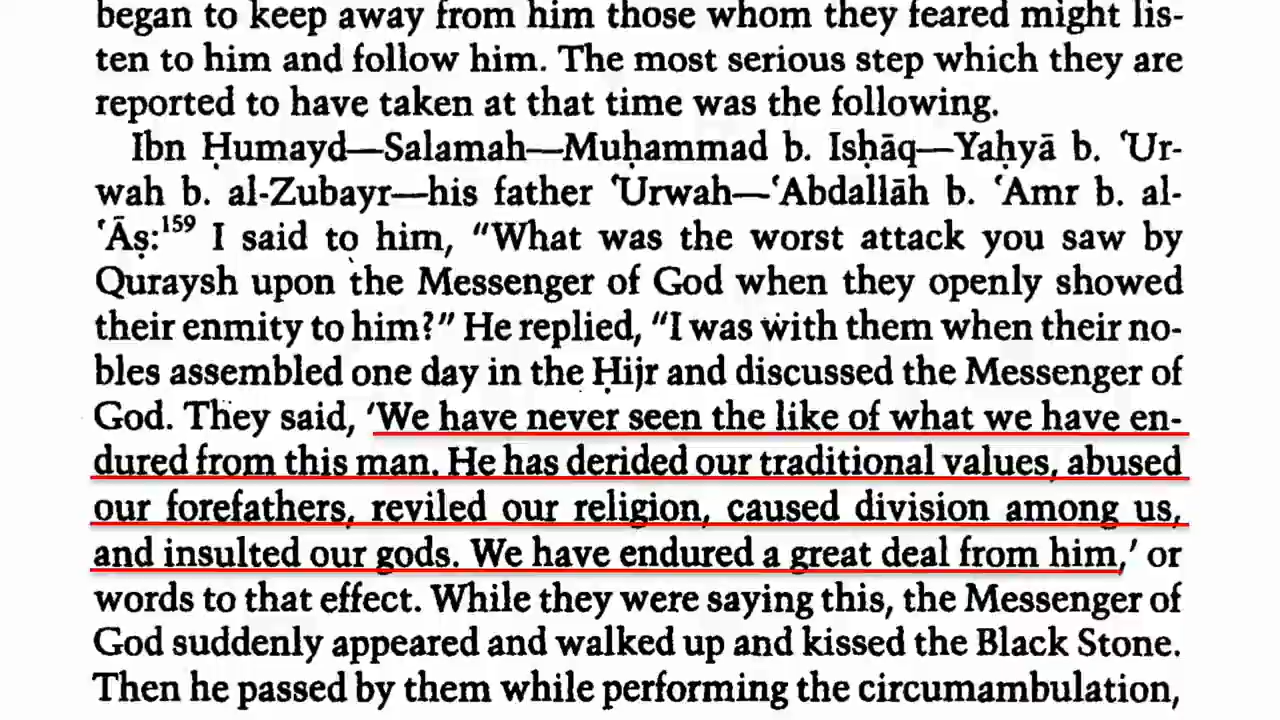 began to keep away from him those whom they feared might lis-
ten to him and follow him. The most serious step which they are
reported to have taken at that time was the following.
Ibn Ḥumayd—Salamah—Muḥammad b. Isḥāq—Yaḥyā b. ʿUr-
wah b. al-Zubayr—his father ʿUrwah—ʿAbdallāh b. ʿAmr b. al-
ʿĀṣ:159 I said to him, “What was the worst attack you saw by
Quraysh upon the Messenger of God when they openly showed
their enmity to him?” He replied, “I was with them when their no-
bles assembled one day in the Ḥijr and discussed the Messenger of
God. They said, ‘We have never seen the like of what we have en-
dured from this man. He has derided our traditional values, abused
our forefathers, reviled our religion, caused division among us,
and insulted our gods. We have endured a great deal from him,’ or
words to that effect. While they were saying this, the Messenger of
God suddenly appeared and walked up and kissed the Black Stone.
Then he passed by them while performing the circumambulation,